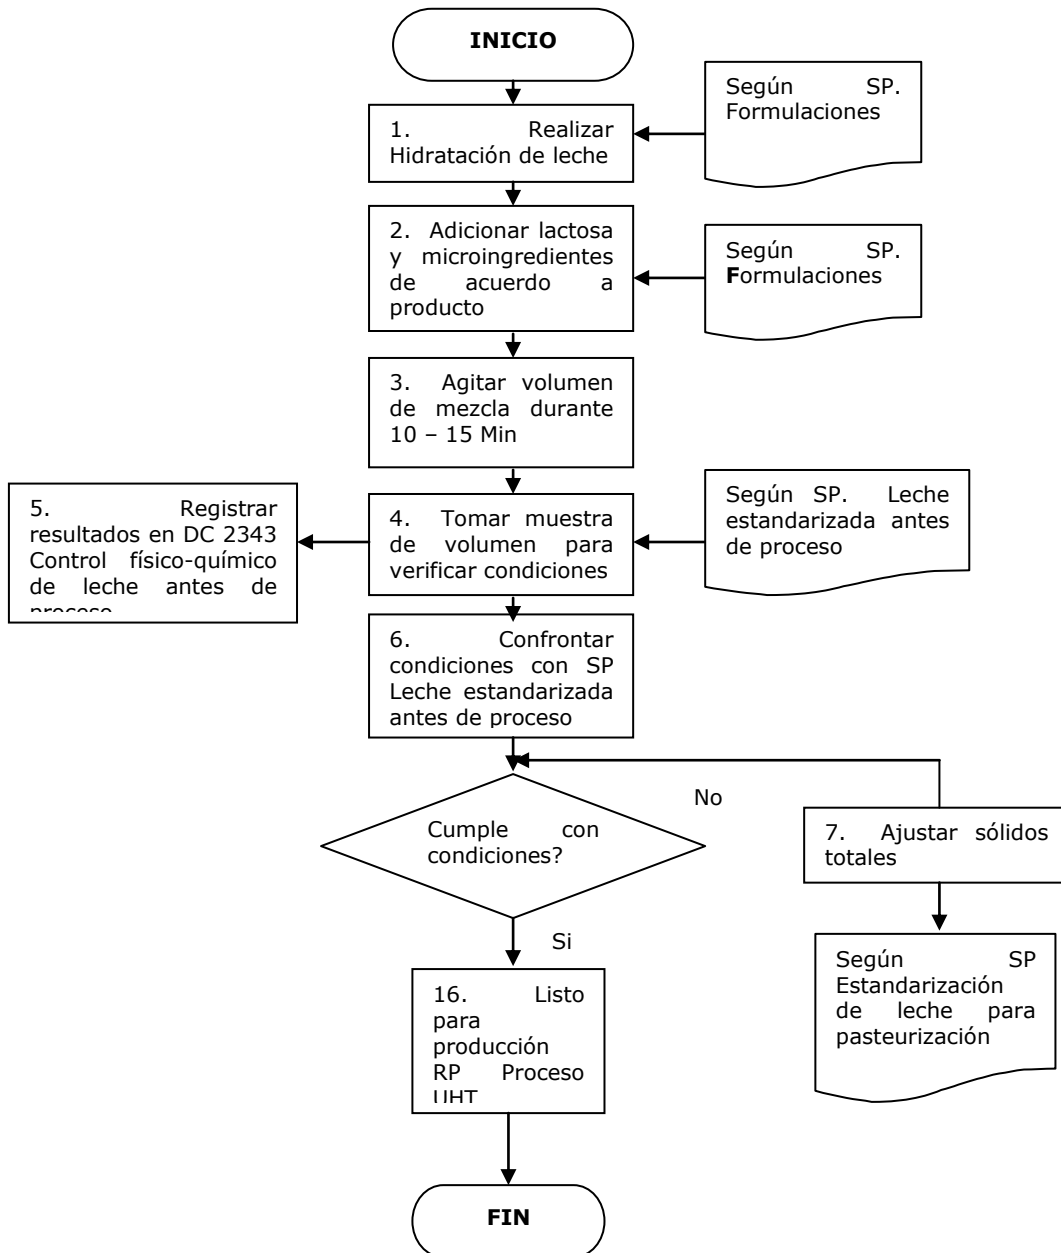 INICIO
Según SP.
Formulaciones
1. Realizar
Hidratación de leche
2. Adicionar lactosa
y microingredientes
de acuerdo a
producto
Según SP.
Formulaciones
3. Agitar volumen
de mezcla durante
10 – 15 Min
5. Registrar
resultados en DC 2343
Control físico-químico
de leche antes de
proceso
4. Tomar muestra
de volumen para
verificar condiciones
Según SP. Leche
estandarizada antes
de proceso
6. Confrontar
condiciones con SP
Leche estandarizada
antes de proceso
No
Cumple con
condiciones?
7. Ajustar sólidos
totales
Si
Según SP
Estandarización
de leche para
pasteurización
16. Listo
para
producción
RP Proceso
UHT
FIN